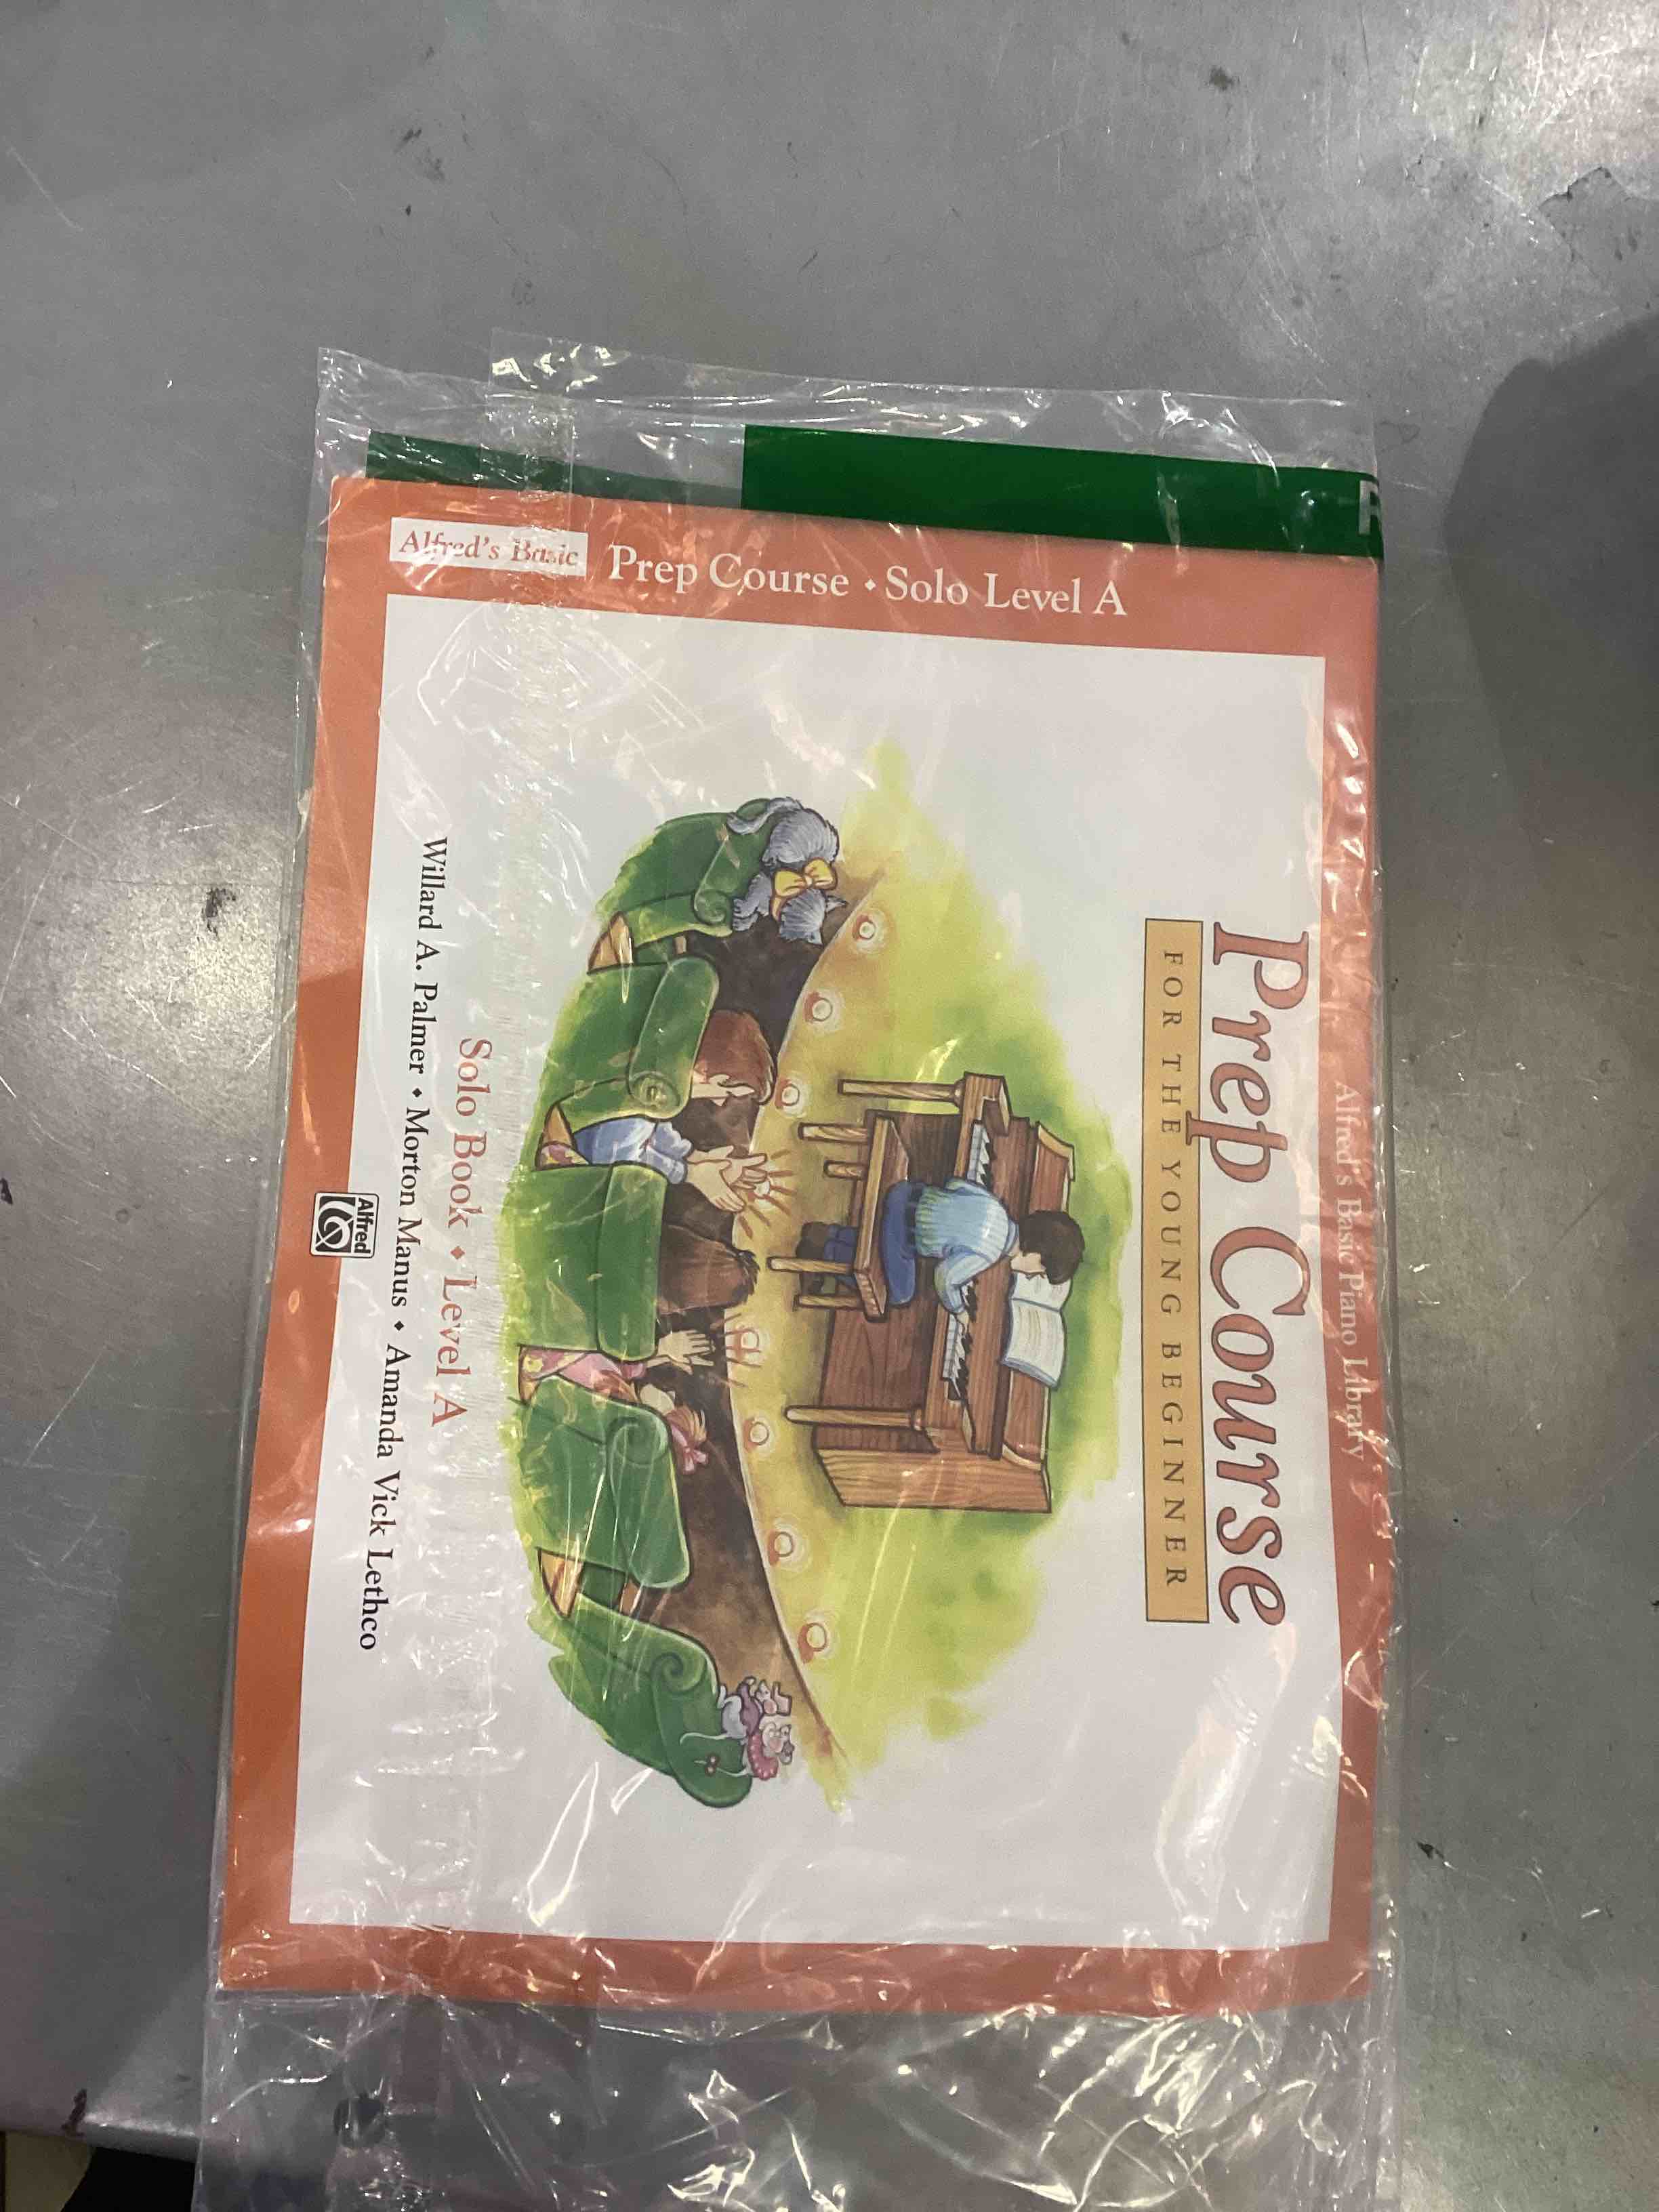 Alfred's Basic Piano Library
Prep Course
FOR THE YOUNG BEGINNER
Solo Book • Level A
Willard A. Palmer • Morton Manus • Amanda Vick Lethco
Alfred
Alfred's Basic Prep Course • Solo Level A